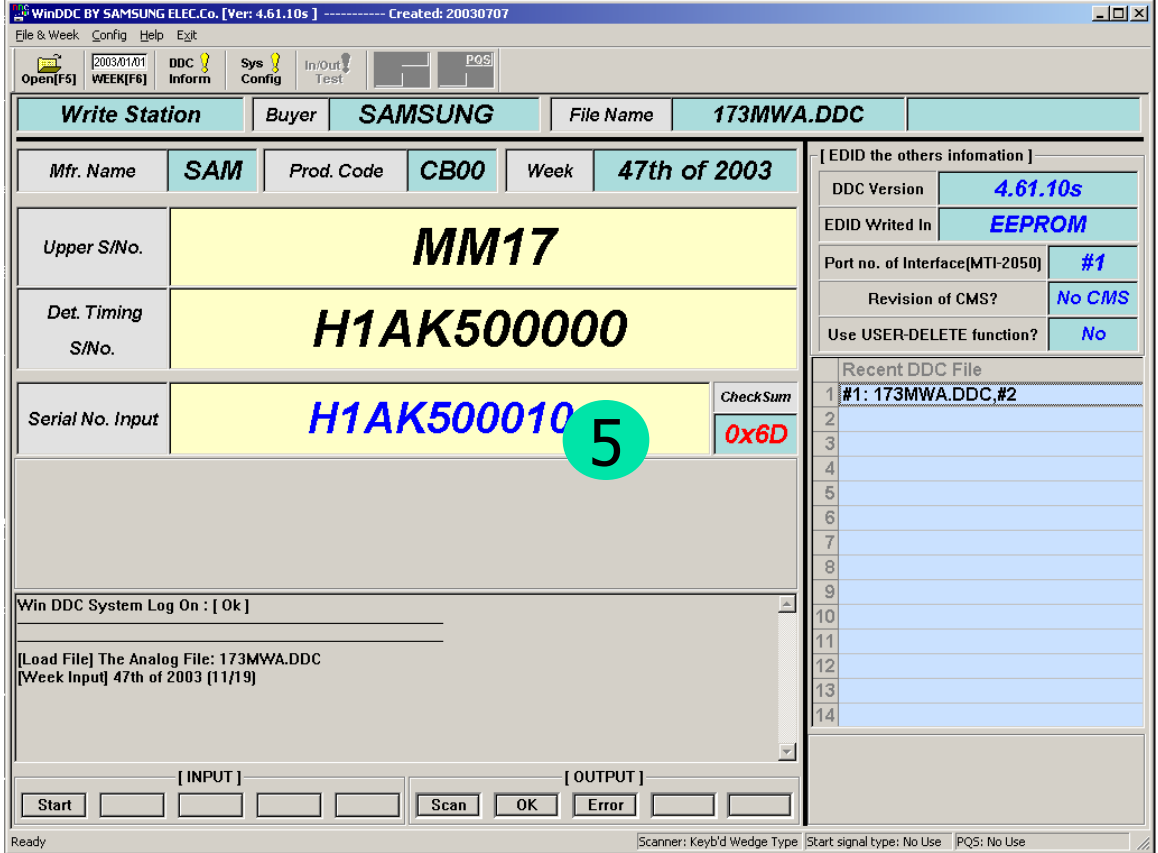 WinDDC BY SAMSUNG ELEC.Co. [Ver: 4.61.10s ] ----------- Created: 20030707
File & Week Config Help Exit
2003/01/01 DDC Sys In/Out PQS
Open[F5] WEEK[F6] Inform Config Test
Write Station Buyer SAMSUNG File Name 173MWA.DDC
Mfr. Name SAM Prod. Code CB00 Week 47th of 2003
Upper S/No. MM17
Det. Timing
S/No.
H1AK500000
Serial No. Input H1AK500010 CheckSum
0x6D
5
Win DDC System Log On : [ Ok ]
[Load File] The Analog File: 173MWA.DDC
[Week Input] 47th of 2003 (11/19)
[ INPUT ] [ OUTPUT ]
Start Scan OK Error
[ EDID the others infomation ]
DDC Version 4.61.10s
EDID Writed In EEPROM
Port no. of Interface(MTI-2050) #1
Revision of CMS? No CMS
Use USER-DELETE function? No
Recent DDC File
1 #1: 173MWA.DDC,#2
2
3
4
5
6
7
8
9
10
11
12
13
14
Ready Scanner: Keyb'd Wedge Type Start signal type: No Use PQS: No Use